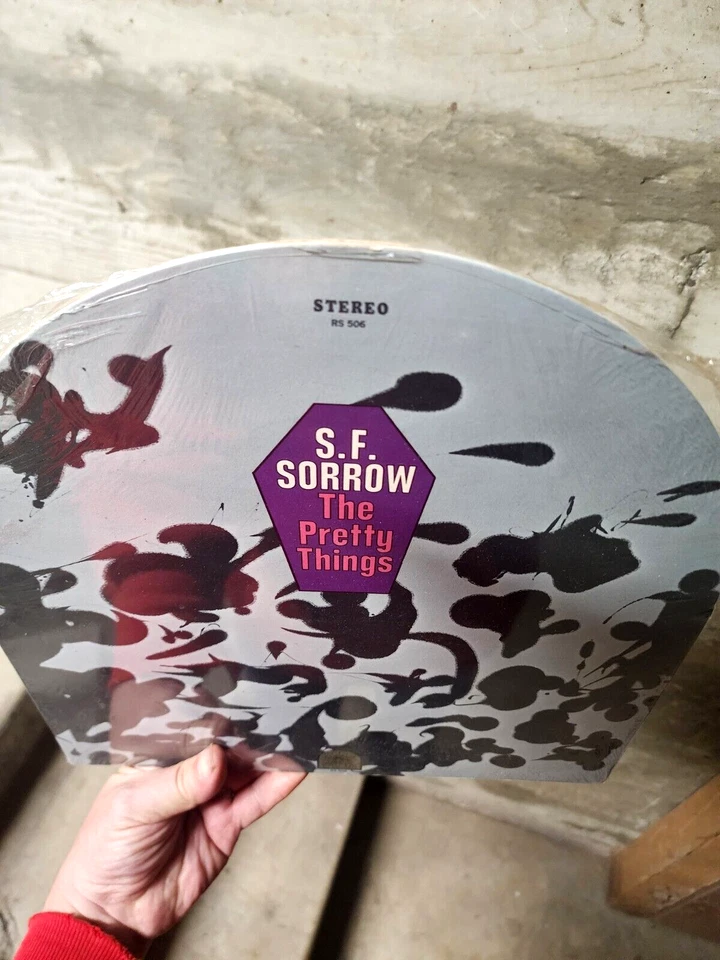 STEREO
RS 506
S.F.
SORROW
The
Pretty
Things